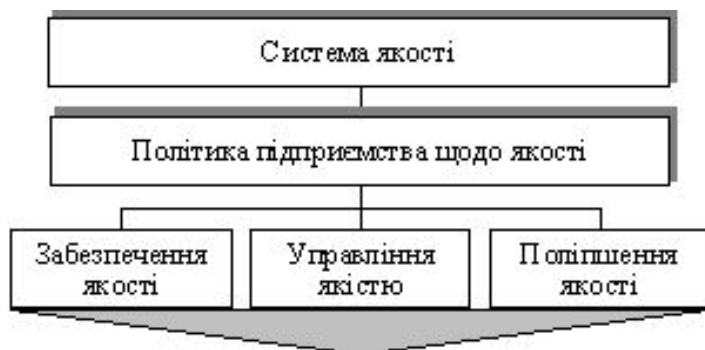 Система якості
Політика підприємства щодо якості
Забезпечення
якості
Управління
якістю
Поліпшення
якості